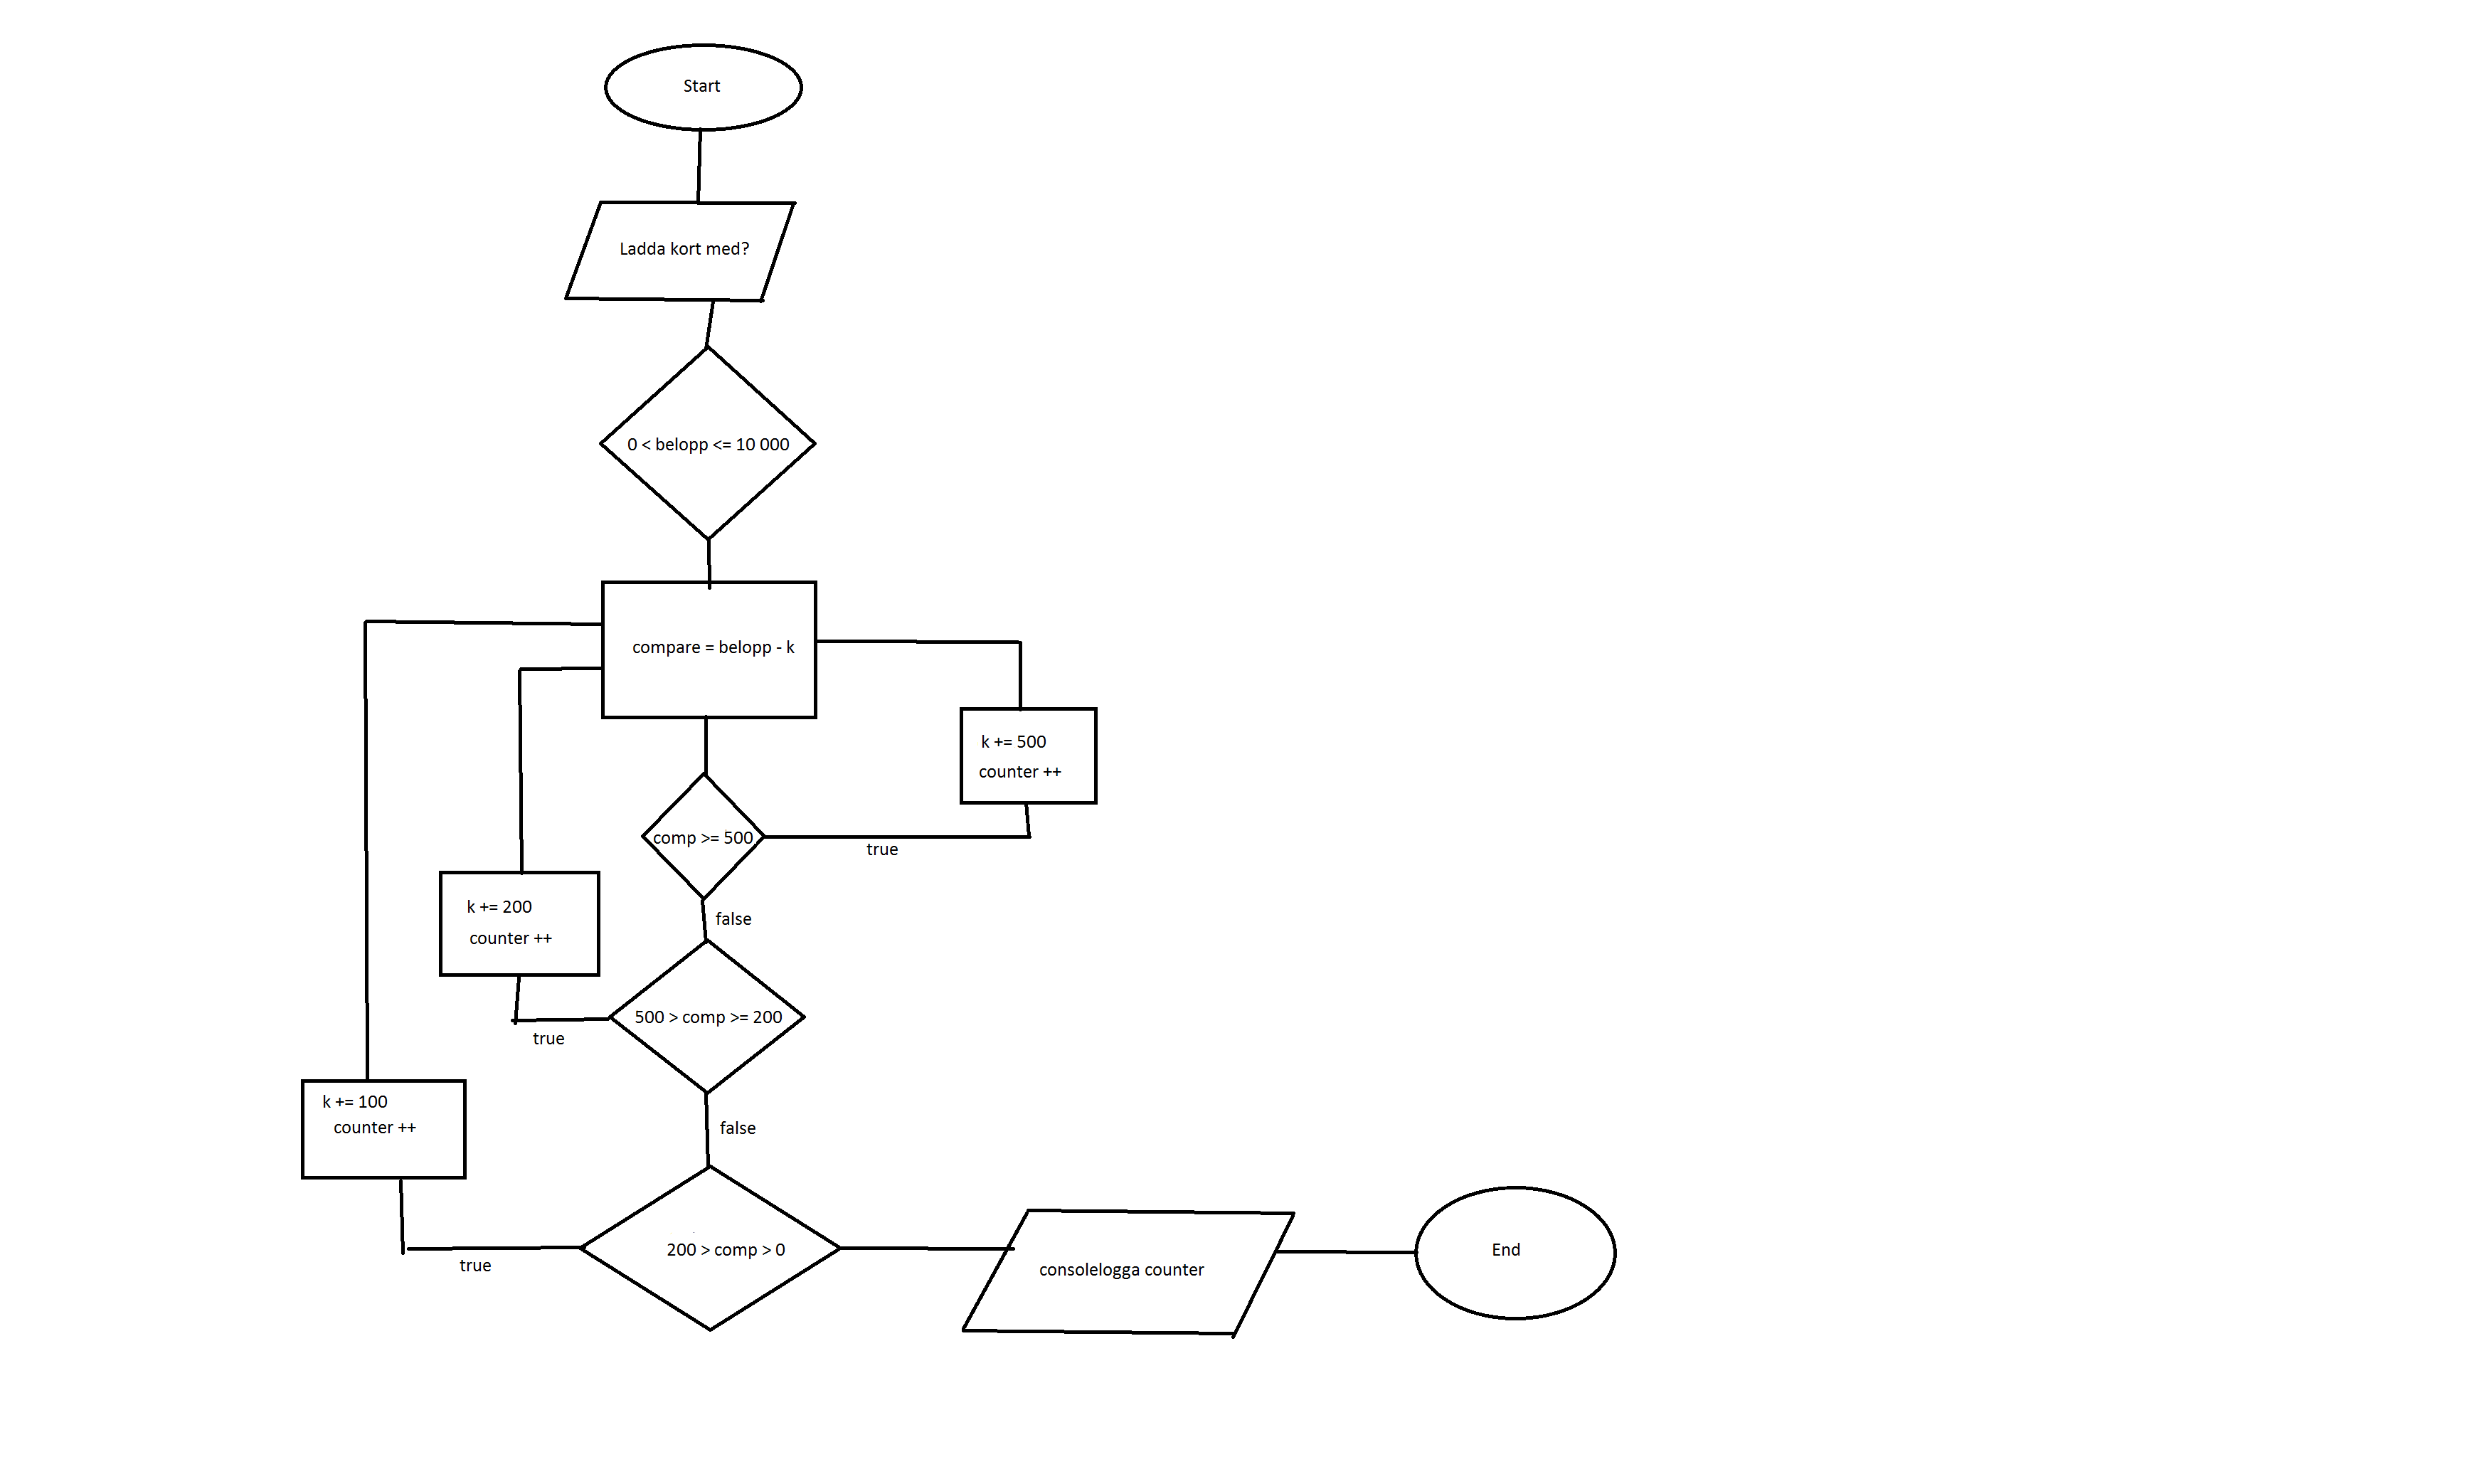 Start
Ladda kort med?
0 < belopp <= 10 000
compare = belopp - k
k += 500
counter ++
comp >= 500
true
false
k += 200
counter ++
500 > comp >= 200
true
false
k += 100
counter ++
200 > comp > 0
true
consolelogga counter
End